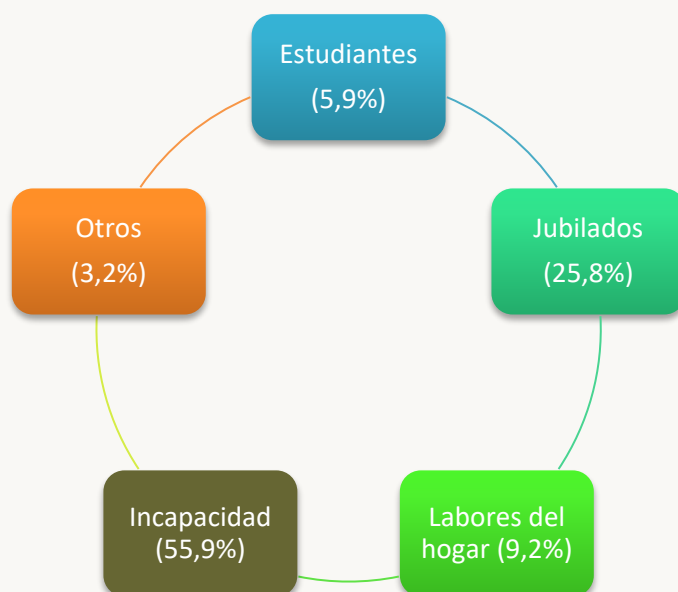 Estudiantes
(5,9%)
Jubilados
(25,8%)
Labores del
hogar (9,2%)
Incapacidad
(55,9%)
Otros
(3,2%)